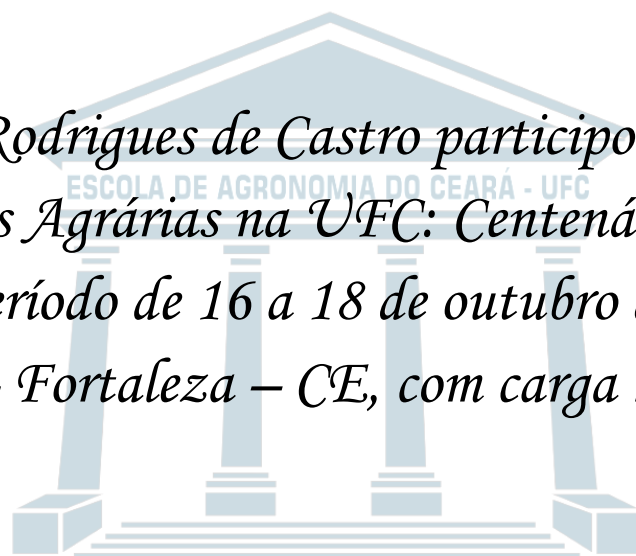 Rodrigues de Castro participo
ESCOLA DE AGRONOMIA DO CEARÁ - UFC
s Agrárias na UFC: Centená
eríodo de 16 a 18 de outubro
Fortaleza – CE, com carga